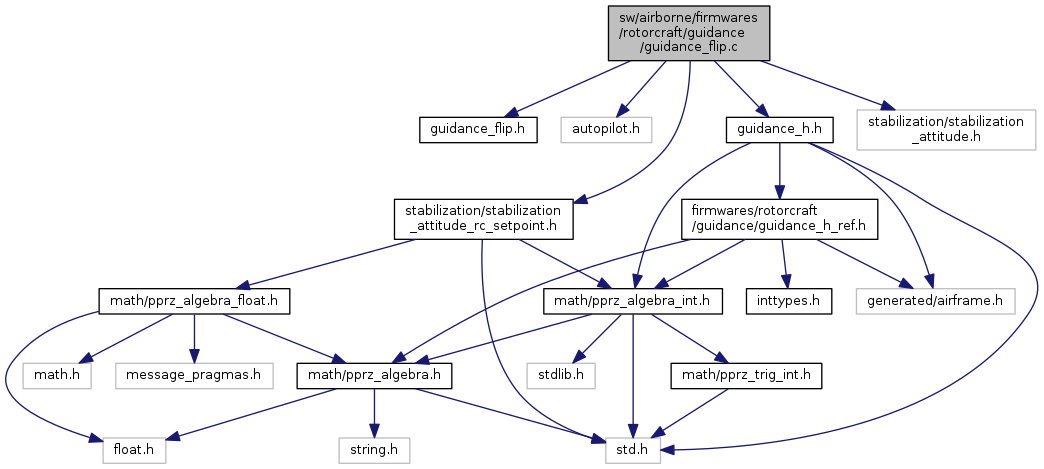 sw/airborne/firmwares
/rotorcraft/guidance
/guidance_flip.c
guidance_flip.h
autopilot.h
guidance_h.h
stabilization/stabilization
_attitude.h
stabilization/stabilization
_attitude_rc_setpoint.h
firmwares/rotorcraft
/guidance/guidance_h_ref.h
math/pprz_algebra_float.h
math/pprz_algebra_int.h
inttypes.h
generated/airframe.h
math.h
message_pragmas.h
math/pprz_algebra.h
stdlib.h
math/pprz_trig_int.h
float.h
string.h
std.h